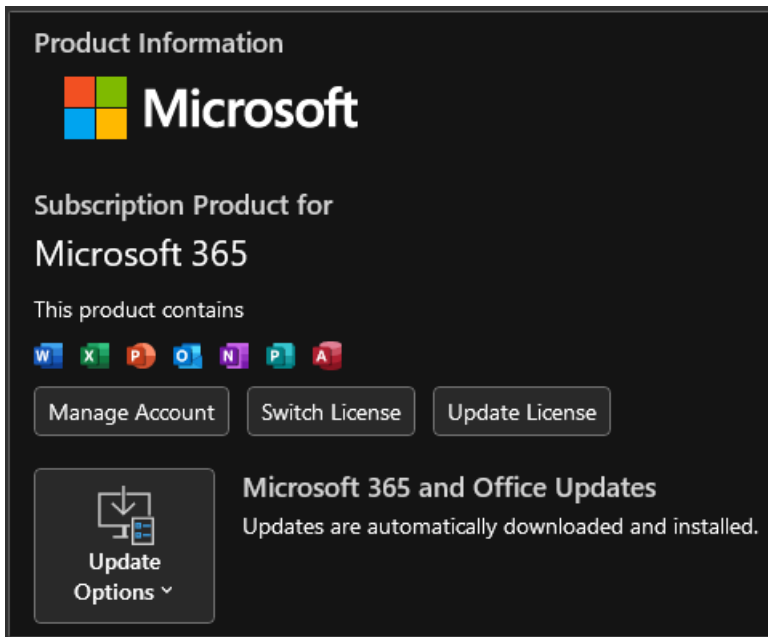 Product Information
Microsoft
Subscription Product for
Microsoft 365
This product contains
W X P O N P A
Manage Account Switch License Update License
Microsoft 365 and Office Updates
Updates are automatically downloaded and installed.
Update
Options